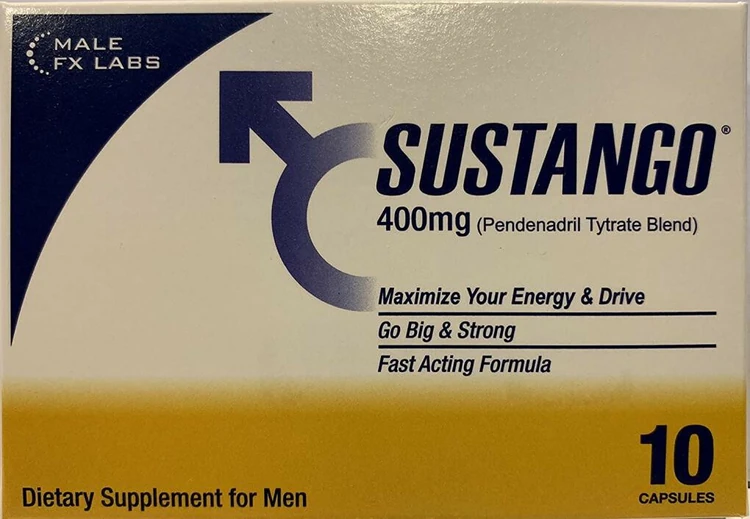 MALE
FX LABS
SUSTANGO®
400mg (Pendenadril Tytrate Blend)
Maximize Your Energy & Drive
Go Big & Strong
Fast Acting Formula
10
CAPSULES
Dietary Supplement for Men